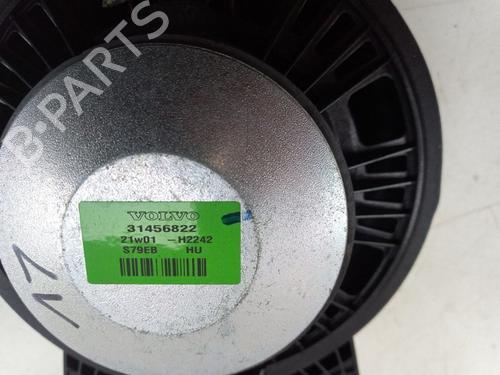 B-PARTS
VOLVO
31456822
21w01 -H2242
S79EB HU